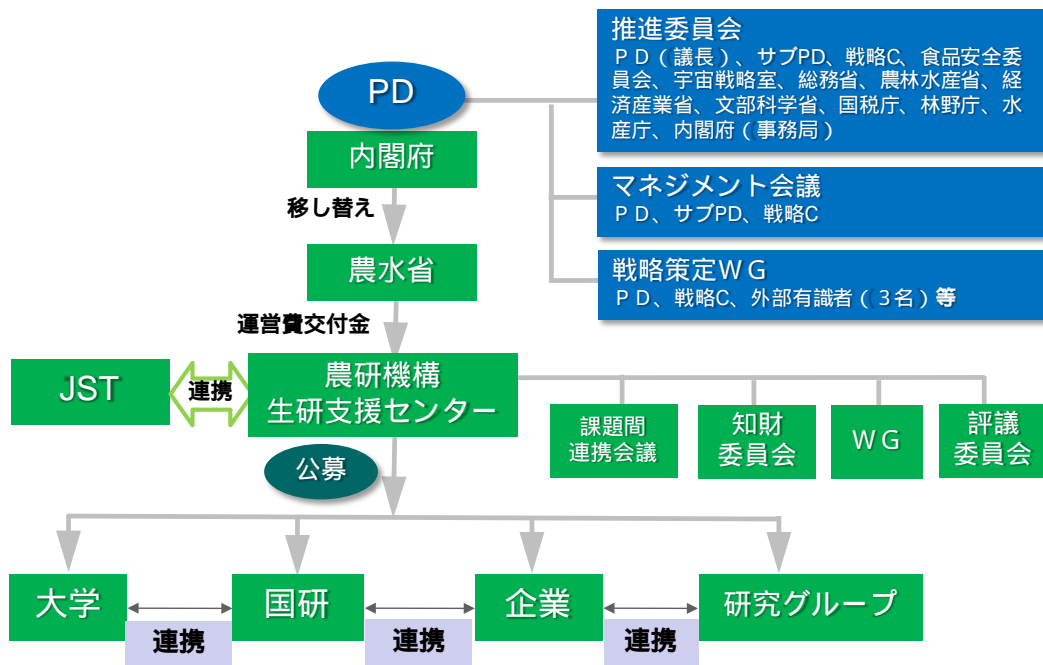 推進委員会
ＰＤ（議長）、サブPD、戦略C、食品安全委
員会、宇宙戦略室、総務省、農林水産省、経
済産業省、文部科学省、国税庁、林野庁、水
産庁、内閣府（事務局）
PD
内閣府
マネジメント会議
ＰＤ、サブPD、戦略C
移し替え
農水省
戦略策定ＷＧ
ＰＤ、戦略C、外部有識者（３名）等
運営費交付金
JST
連携
農研機構
生研支援センター
課題間
連携会議
知財
委員会
ＷＧ
評議
委員会
公募
大学
国研
企業
研究グループ
連携
連携
連携